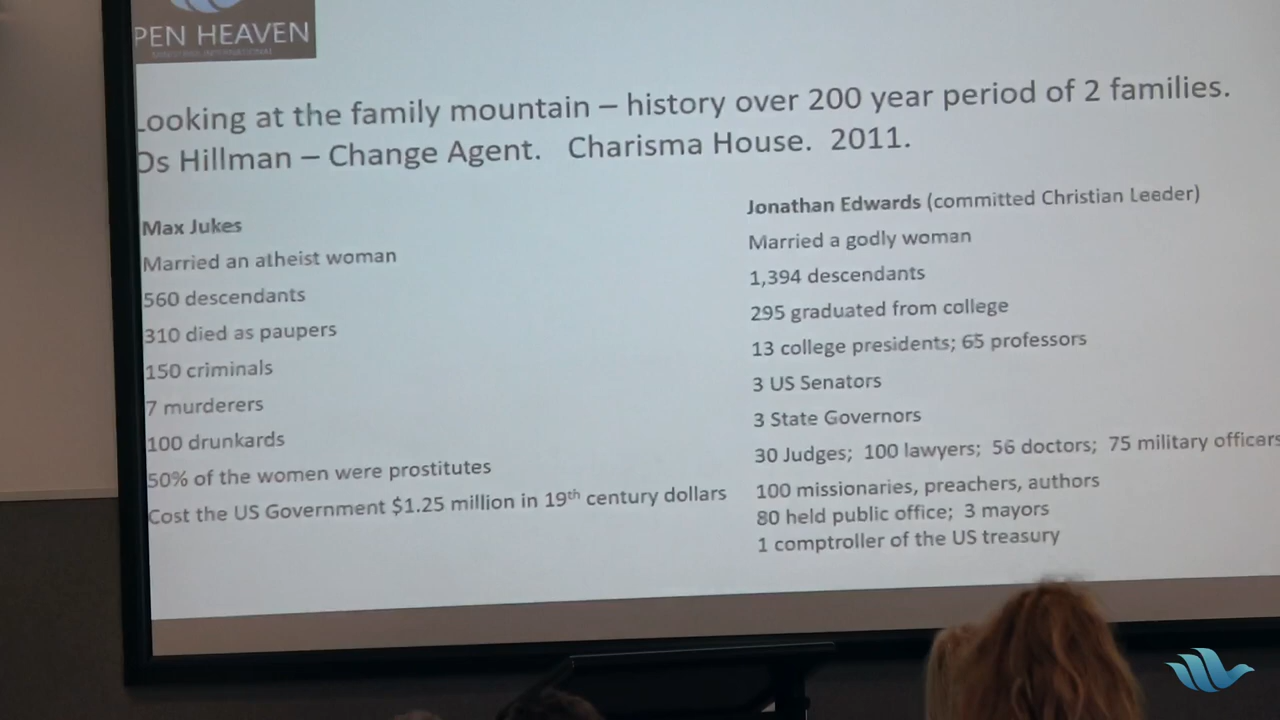 PEN HEAVEN
Looking at the family mountain – history over 200 year period of 2 families.
Os Hillman – Change Agent. Charisma House. 2011.
Max Jukes
Married an atheist woman
560 descendants
310 died as paupers
150 criminals
7 murderers
100 drunkards
50% of the women were prostitutes
Cost the US Government $1.25 million in 19th century dollars
Jonathan Edwards (committed Christian Leeder)
Married a godly woman
1,394 descendants
295 graduated from college
13 college presidents; 65 professors
3 US Senators
3 State Governors
30 Judges; 100 lawyers; 56 doctors; 75 military officers
100 missionaries, preachers, authors
80 held public office; 3 mayors
1 comptroller of the US treasury